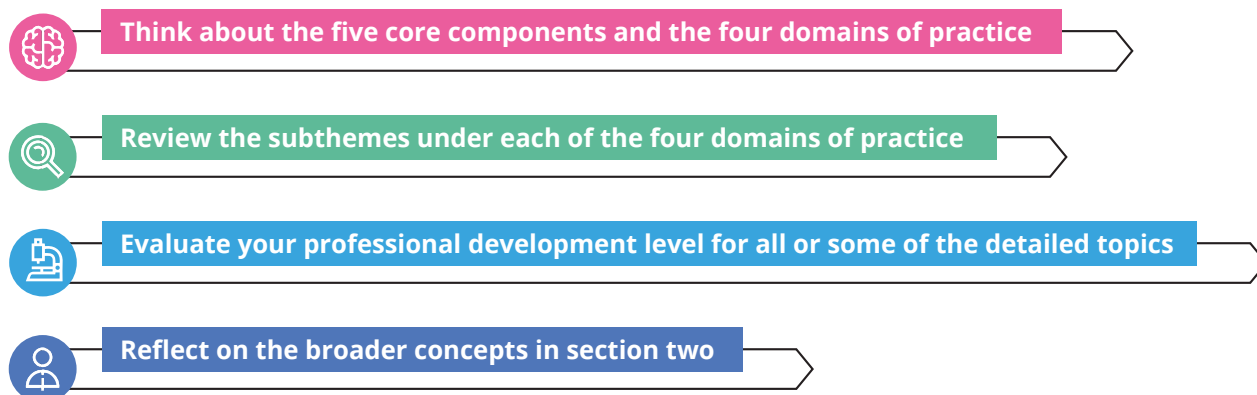 Think about the five core components and the four domains of practice
Review the subthemes under each of the four domains of practice
Evaluate your professional development level for all or some of the detailed topics
Reflect on the broader concepts in section two